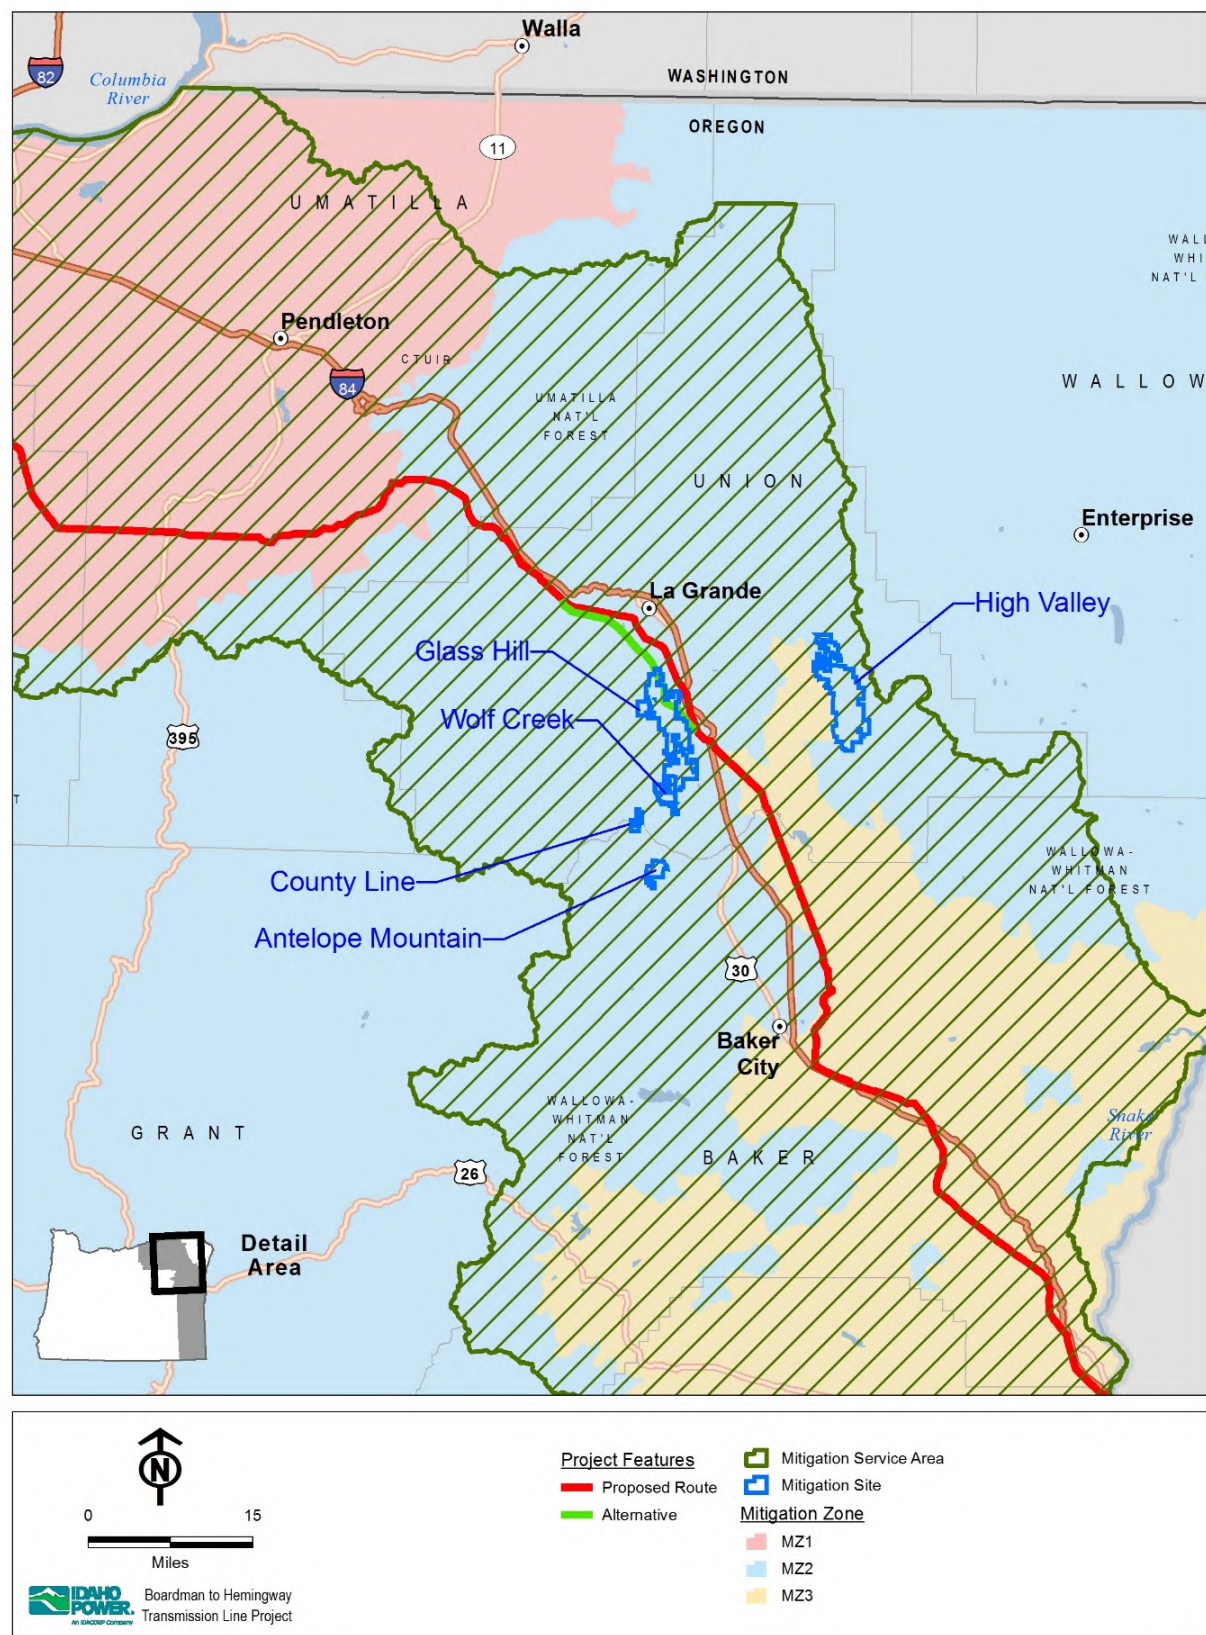 Walla
82
Columbia
River
WASHINGTON
OREGON
11
UMATILLA
WALL
WHI
NAT'L
Pendleton
CTUIR
84
UMATILLA
NAT'L
FOREST
WALLOW
UNION
Enterprise
La Grande
High Valley
Glass Hill
Wolf Creek
395
T
County Line
WALLOWA-
WHITMAN
NAT'L FOREST
Antelope Mountain
30
Baker
City
WALLOWA-
WHITMAN
NAT'L
FOREST
Snake
River
GRANT
BAKER
26
Detail
Area
N
0 15
Miles
IDAHO
POWER.
An IDACORP Company
Boardman to Hemingway
Transmission Line Project
Project Features
Proposed Route
Alternative
Mitigation Service Area
Mitigation Site
Mitigation Zone
MZ1
MZ2
MZ3